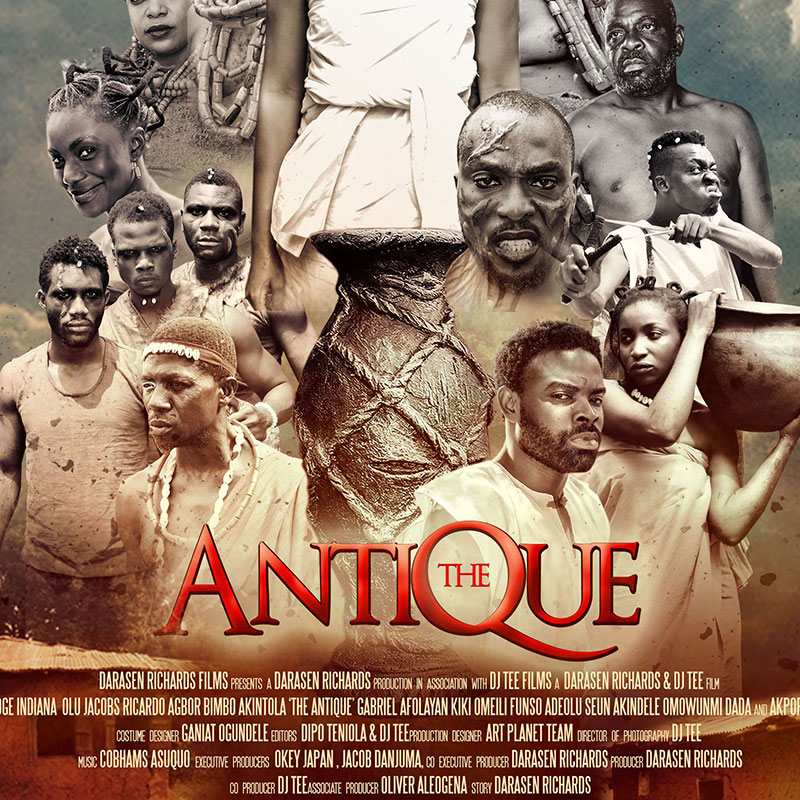 THE
ANTIQUE
DARASEN RICHARDS FILMS PRESENTS A DARASEN RICHARDS PRODUCTION IN ASSOCIATION WITH DJ TEE FILMS A DARASEN RICHARDS & DJ TEE FILM
INDIANA OLU JACOBS RICARDO AGBOR BIMBO AKINTOLA 'THE ANTIQUE' GABRIEL AFOLAYAN KIKI OMEILI FUNSO ADEOLU SEUN AKINDELE OMOWUNMI DADA AND
COSTUME DESIGNER GANIAT OGUNDELE EDITORS DIPO TENIOLA & DJ TEE PRODUCTION DESIGNER ART PLANET TEAM DIRECTOR OF PHOTOGRAPHY DJ TEE
MUSIC COBHAMS ASUQUO EXECUTIVE PRODUCERS OKEY JAPAN , JACOB DANJUMA, CO EXECUTIVE PRODUCER DARASEN RICHARDS PRODUCER DARASEN RICHARDS
CO PRODUCER DJ TEE ASSOCIATE PRODUCER OLIVER ALEOGENA STORY DARASEN RICHARDS